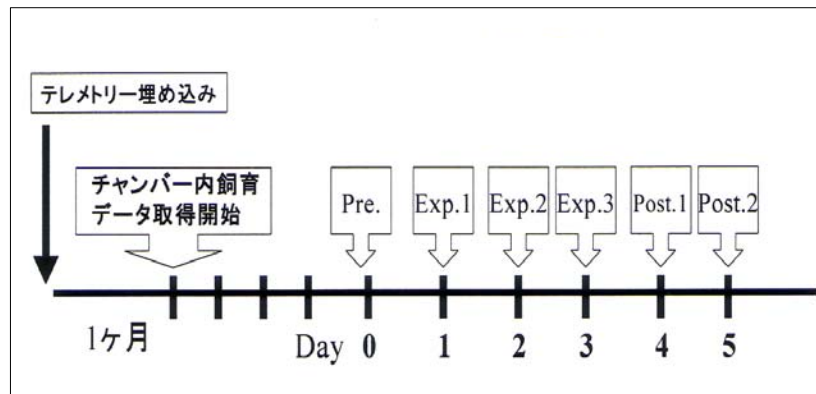 テレメトリー埋め込み
チャンバー内飼育
データ取得開始
Pre.
Exp.1
Exp.2
Exp.3
Post.1
Post.2
1ヶ月
Day 0 1 2 3 4 5